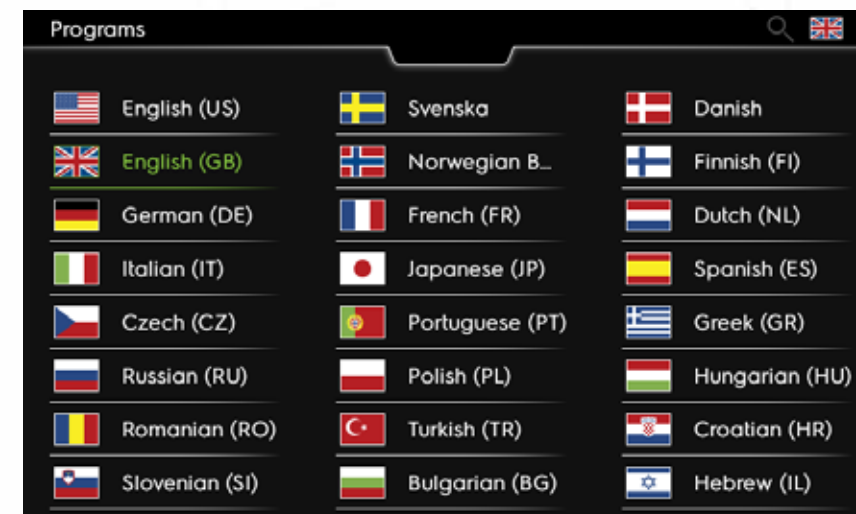 Programs
English (US) Svenska Danish
English (GB) Norwegian B... Finnish (FI)
German (DE) French (FR) Dutch (NL)
Italian (IT) Japanese (JP) Spanish (ES)
Czech (CZ) Portuguese (PT) Greek (GR)
Russian (RU) Polish (PL) Hungarian (HU)
Romanian (RO) Turkish (TR) Croatian (HR)
Slovenian (SI) Bulgarian (BG) Hebrew (IL)